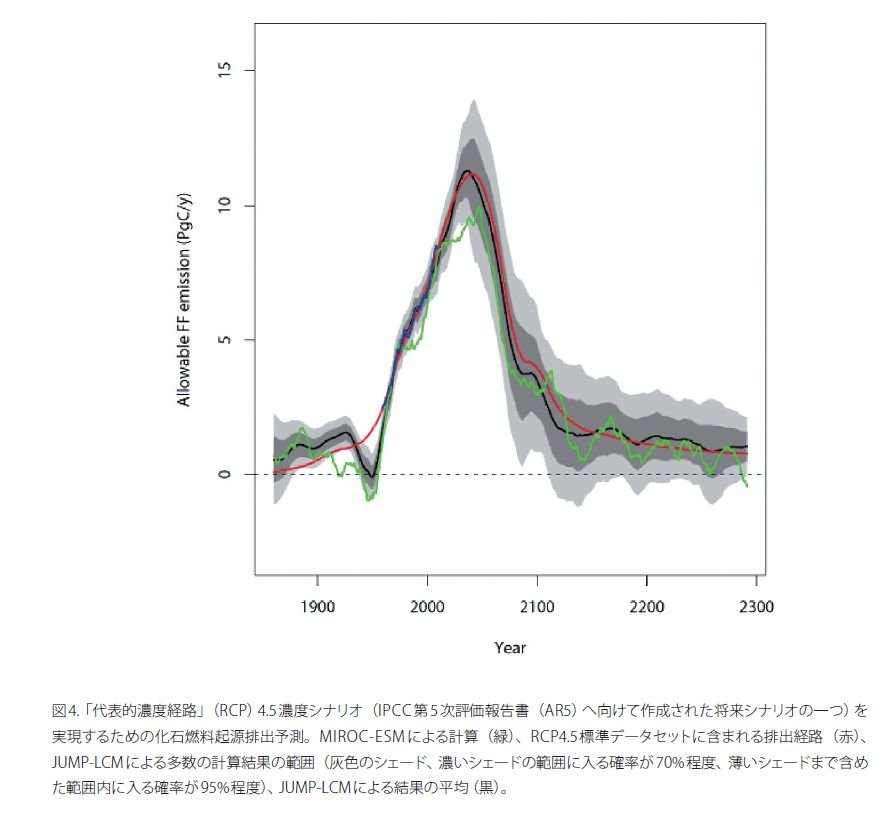 15
10
5
0
Allowable FF emission (PgC/y)
1900 2000 2100 2200 2300
Year
図4. 「代表的濃度経路」（RCP）4.5濃度シナリオ（IPCC第5次評価報告書（AR5）へ向けて作成された将来シナリオの一つ）を
実現するための化石燃料起源排出予測。MIROC-ESMによる計算（緑）、RCP4.5標準データセットに含まれる排出経路（赤）、
JUMP-LCMによる多数の計算結果の範囲（灰色のシェード、濃いシェードの範囲に入る確率が70%程度、薄いシェードまで含め
た範囲内に入る確率が95%程度）、JUMP-LCMによる結果の平均（黒）。